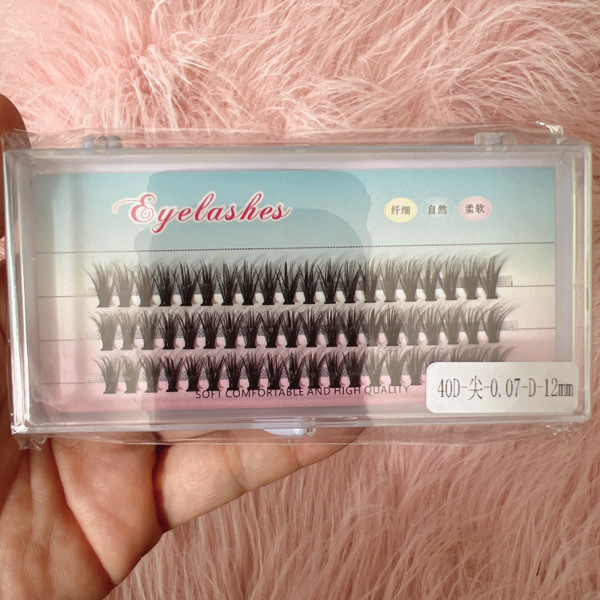 Eyelashes
纤细 自然 柔软
SOFT COMFORTABLE AND HIGH QUALITY
40D-尖-0.07-D-12mm